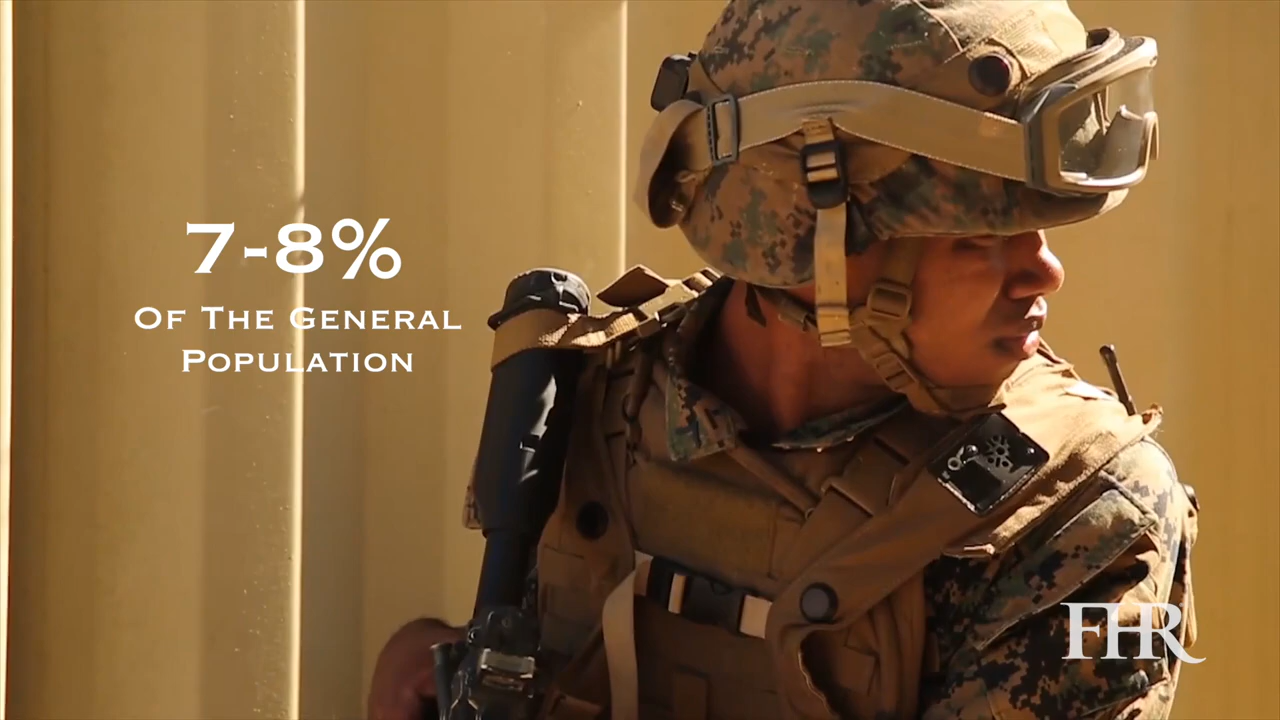 7-8%
Of The General
Population
FHR